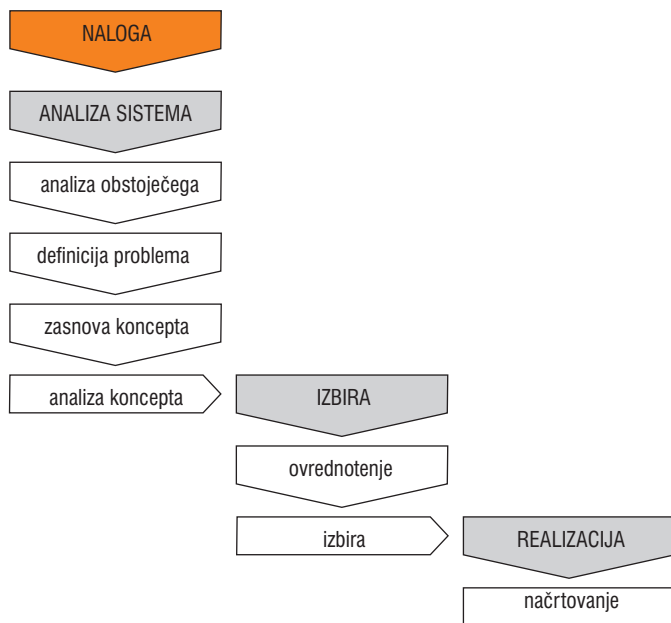 NALOGA
ANALIZA SISTEMA
analiza obstoječega
definicija problema
zasnova koncepta
analiza koncepta
IZBIRA
ovrednotenje
izbira
REALIZACIJA
načrtovanje